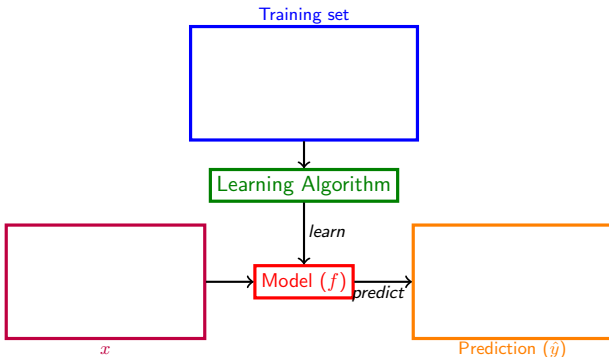 Training set
Learning Algorithm
learn
Model (f)
predict
x
Prediction (ŷ)